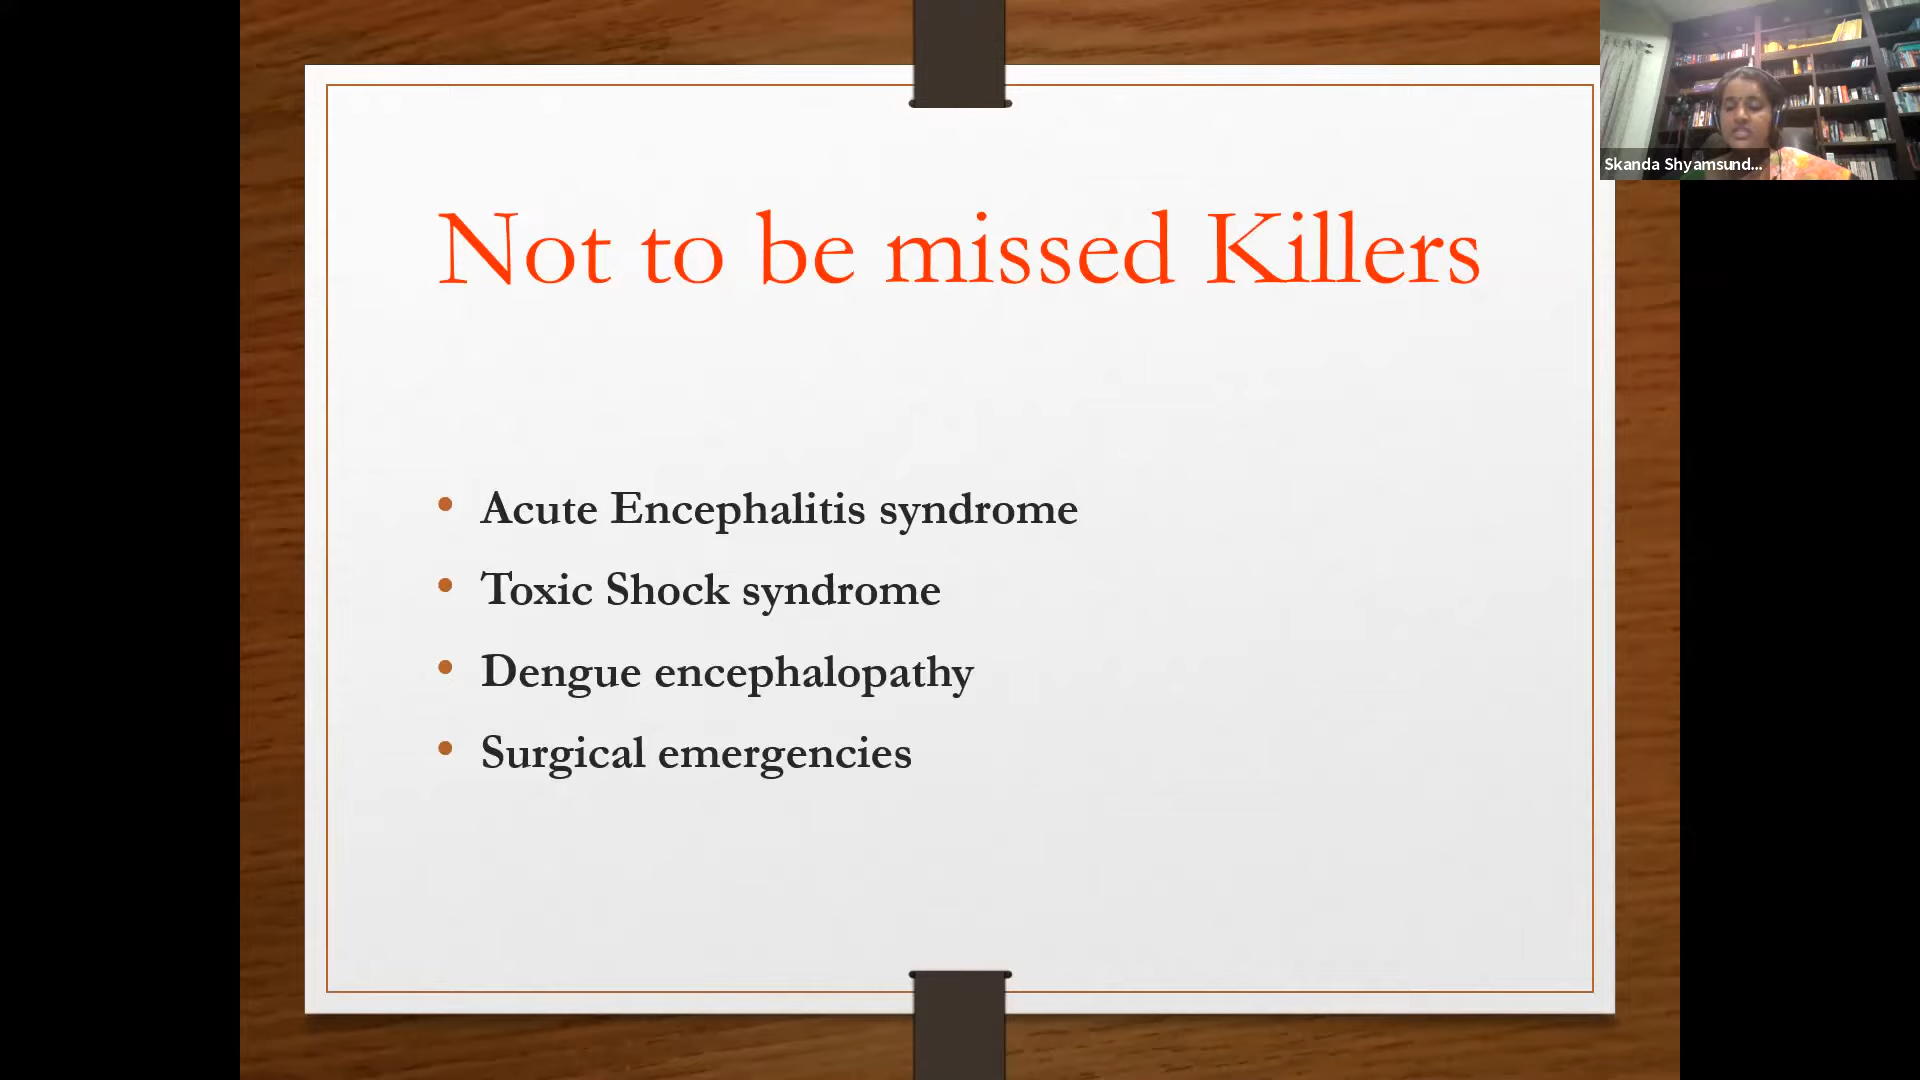 Not to be missed Killers
• Acute Encephalitis syndrome
• Toxic Shock syndrome
• Dengue encephalopathy
• Surgical emergencies
Skanda Shyamsund...